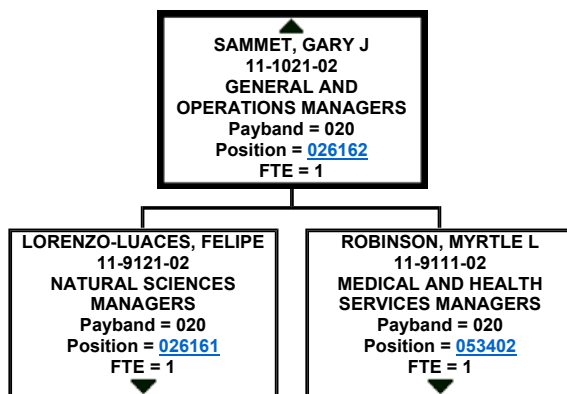 SAMMET, GARY J
11-1021-02
GENERAL AND
OPERATIONS MANAGERS
Payband = 020
Position = 026162
FTE = 1
LORENZO-LUACES, FELIPE
11-9121-02
NATURAL SCIENCES
MANAGERS
Payband = 020
Position = 026161
FTE = 1
ROBINSON, MYRTLE L
11-9111-02
MEDICAL AND HEALTH
SERVICES MANAGERS
Payband = 020
Position = 053402
FTE = 1